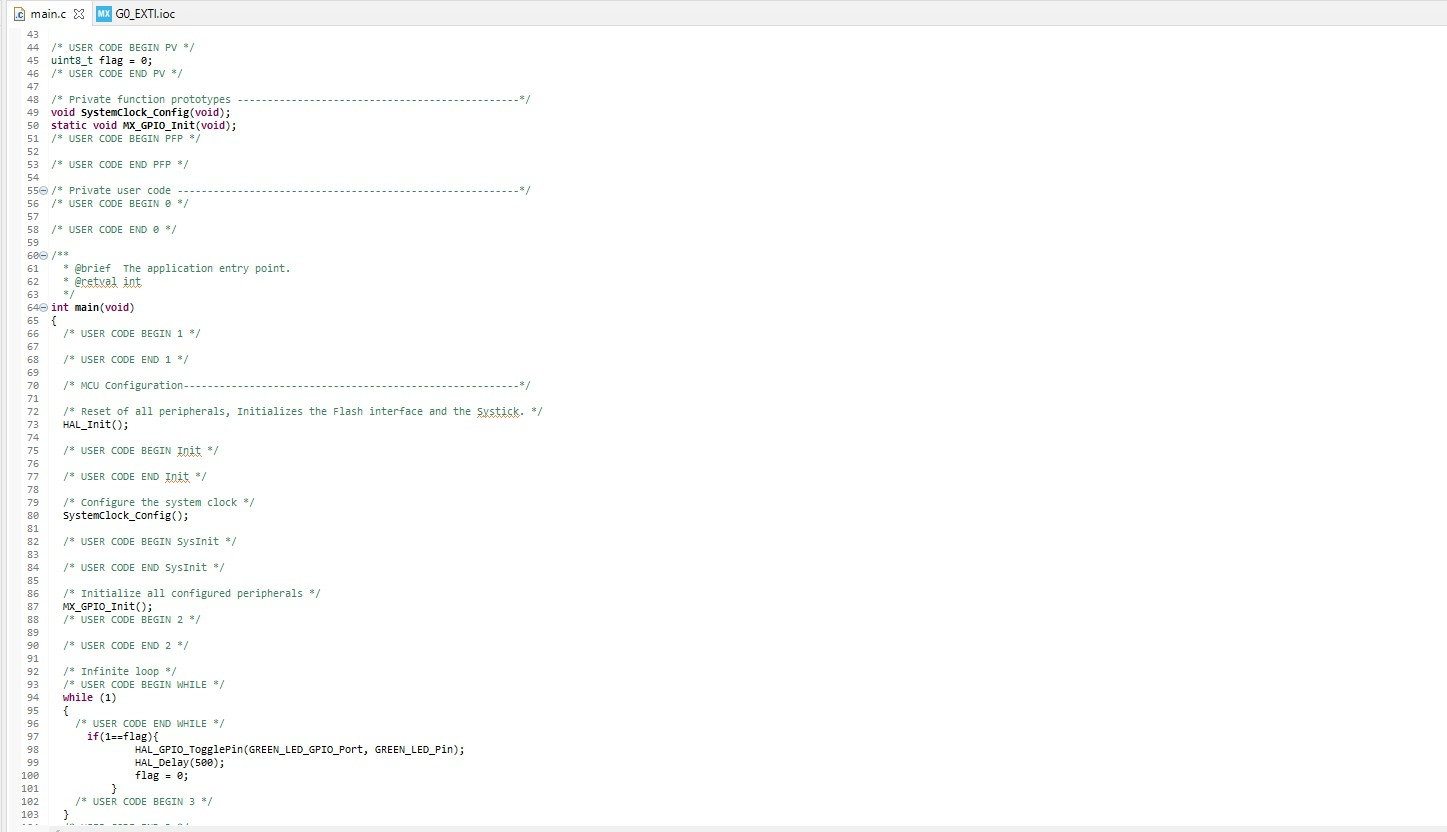 main.c G0_EXTI.ioc
43
44 /* USER CODE BEGIN PV */
45 uint8_t flag = 0;
46 /* USER CODE END PV */
47
48 /* Private function prototypes -----------------------------------------------*/
49 void SystemClock_Config(void);
50 static void MX_GPIO_Init(void);
51 /* USER CODE BEGIN PFP */
52
53 /* USER CODE END PFP */
54
55 /* Private user code ---------------------------------------------------------*/
56 /* USER CODE BEGIN 0 */
57
58 /* USER CODE END 0 */
59
60 /**
61   * @brief  The application entry point.
62   * @retval int
63   */
64 int main(void)
65 {
66   /* USER CODE BEGIN 1 */
67
68   /* USER CODE END 1 */
69
70   /* MCU Configuration--------------------------------------------------------*/
71
72   /* Reset of all peripherals, Initializes the Flash interface and the Systick. */
73   HAL_Init();
74
75   /* USER CODE BEGIN Init */
76
77   /* USER CODE END Init */
78
79   /* Configure the system clock */
80   SystemClock_Config();
81
82   /* USER CODE BEGIN SysInit */
83
84   /* USER CODE END SysInit */
85
86   /* Initialize all configured peripherals */
87   MX_GPIO_Init();
88   /* USER CODE BEGIN 2 */
89
90   /* USER CODE END 2 */
91
92   /* Infinite loop */
93   /* USER CODE BEGIN WHILE */
94   while (1)
95   {
96     /* USER CODE END WHILE */
97       if(1==flag){
98               HAL_GPIO_TogglePin(GREEN_LED_GPIO_Port, GREEN_LED_Pin);
99               HAL_Delay(500);
100               flag = 0;
101           }
102     /* USER CODE BEGIN 3 */
103   }